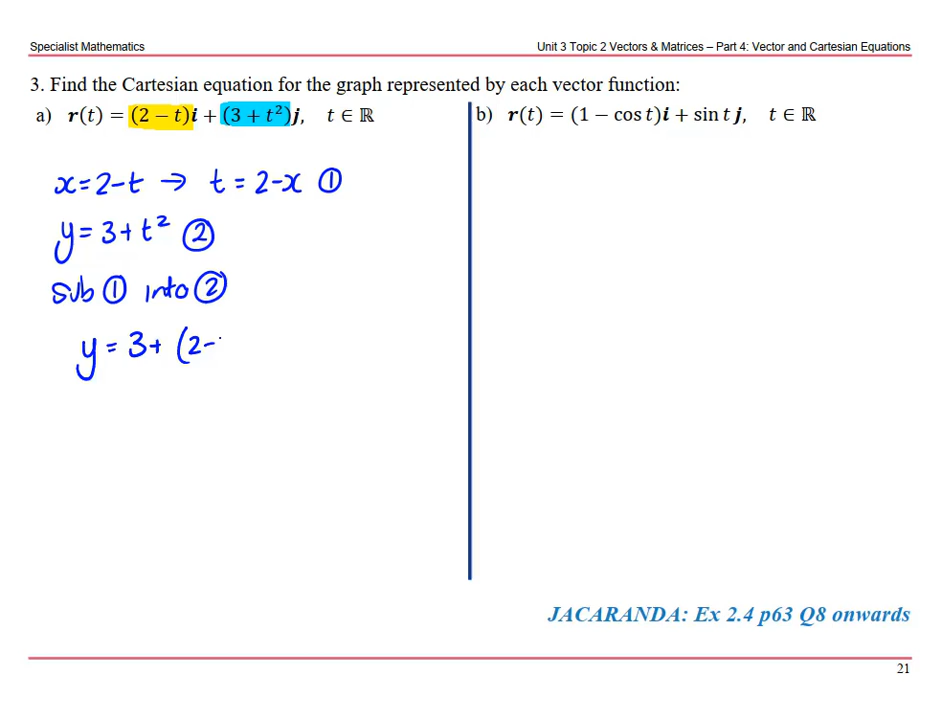 Specialist Mathematics
Unit 3 Topic 2 Vectors & Matrices – Part 4: Vector and Cartesian Equations
3. Find the Cartesian equation for the graph represented by each vector function:
a) r(t) = (2 − t)i + (3 + t²)j, t ∈ ℝ
x = 2 - t → t = 2 - x ①
y = 3 + t² ②
Sub ① into ②
y = 3 + (2 -
b) r(t) = (1 − cos t)i + sin t j, t ∈ ℝ
JACARANDA: Ex 2.4 p63 Q8 onwards
21